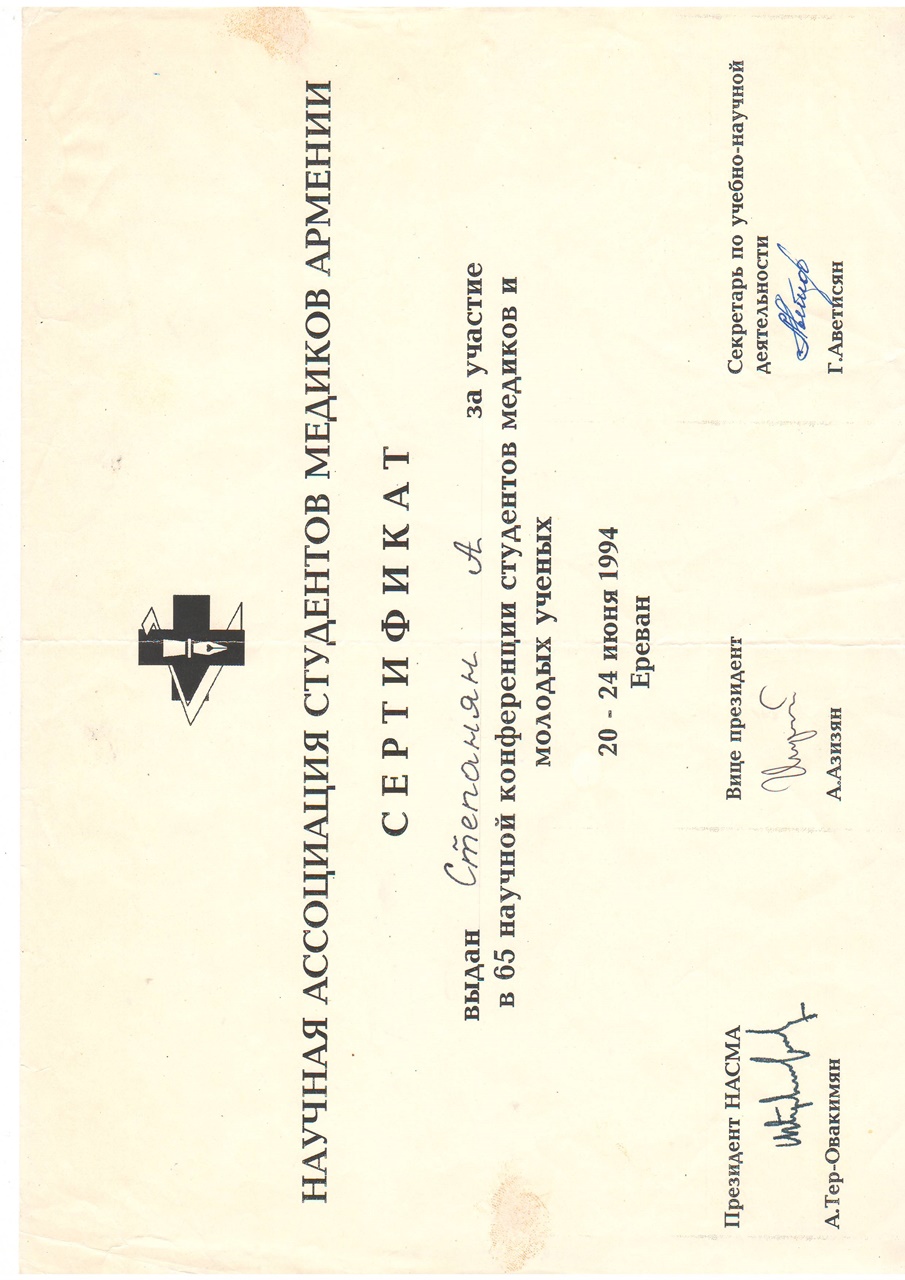 НАУЧНАЯ АССОЦИАЦИЯ СТУДЕНТОВ МЕДИКОВ АРМЕНИИ
СЕРТИФИКАТ
выдан Степанян А за участие
в 65 научной конференции студентов медиков и
молодых ученых
20 - 24 июня 1994
Ереван
Президент НАСМА
А.Тер-Овакимян
Вице президент
А.Азизян
Секретарь по учебно-научной
деятельности
Г.Аветисян